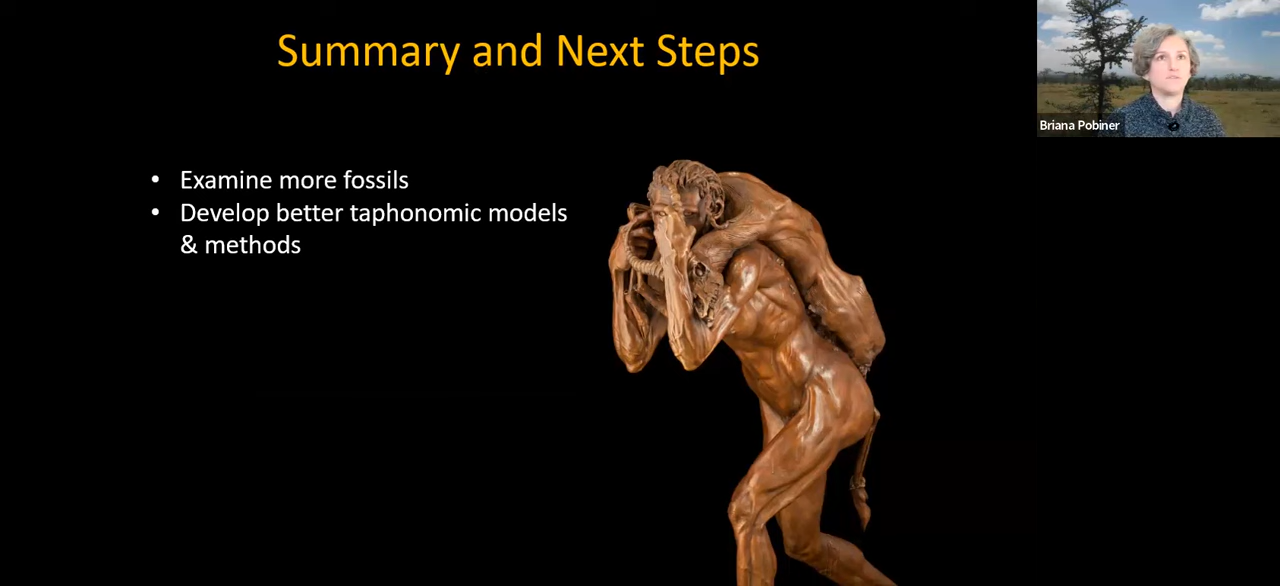 Summary and Next Steps
Briana Pobiner
• Examine more fossils
• Develop better taphonomic models
& methods